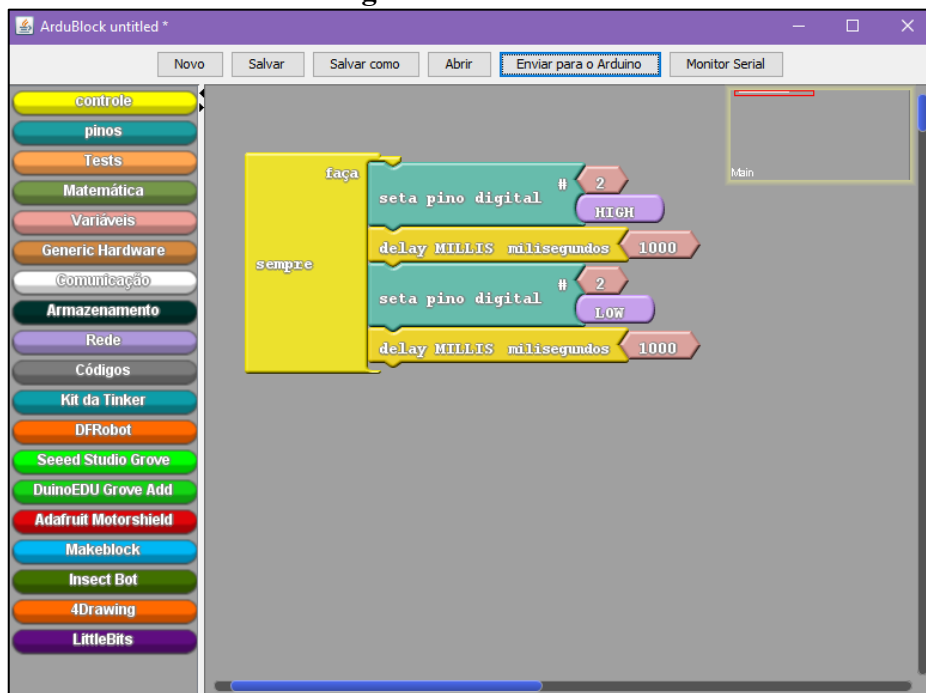 ArduBlock untitled *
Novo Salvar Salvar como Abrir Enviar para o Arduino Monitor Serial
controle
pinos
Tests
Matemática
Variáveis
Generic Hardware
Comunicação
Armazenamento
Rede
Códigos
Kit da Tinker
DFRobot
Seeed Studio Grove
DuinoEDU Grove Add
Adafruit Motorshield
Makeblock
Insect Bot
4Drawing
LittleBits
sempre
faça
seta pino digital # 2
HIGH
delay MILLIS milisegundos 1000
seta pino digital # 2
LOW
delay MILLIS milisegundos 1000
Main